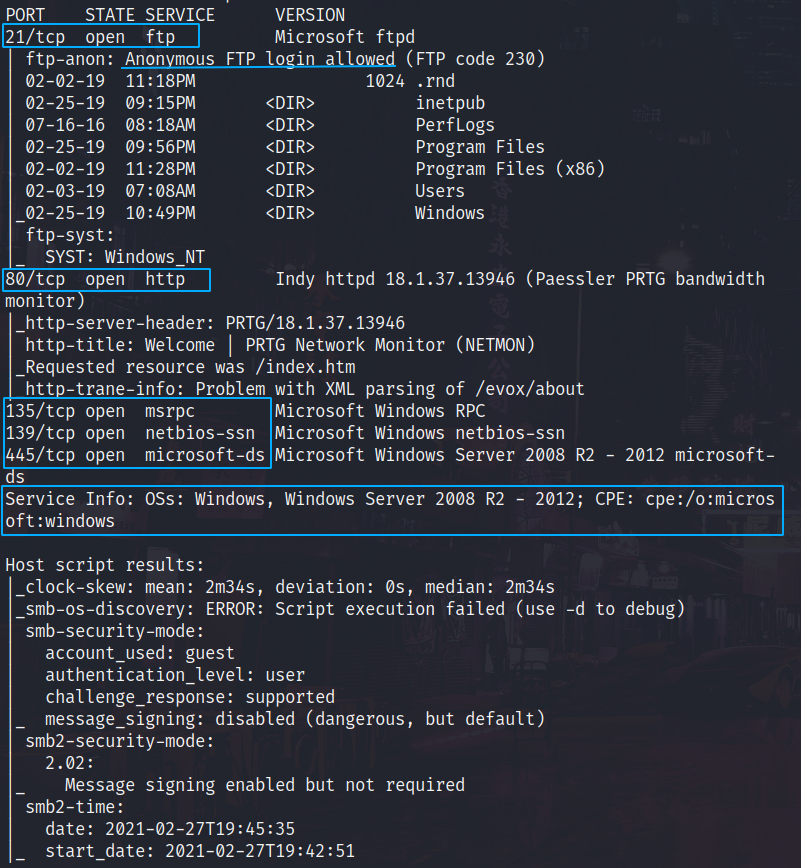 PORT    STATE SERVICE      VERSION
21/tcp  open  ftp          Microsoft ftpd
| ftp-anon: Anonymous FTP login allowed (FTP code 230)
| 02-02-19  11:18PM                 1024 .rnd
| 02-25-19  09:15PM       <DIR>          inetpub
| 07-16-16  08:18AM       <DIR>          PerfLogs
| 02-25-19  09:56PM       <DIR>          Program Files
| 02-02-19  11:28PM       <DIR>          Program Files (x86)
| 02-03-19  07:08AM       <DIR>          Users
|_02-25-19  10:49PM       <DIR>          Windows
| ftp-syst:
|_  SYST: Windows_NT
80/tcp  open  http         Indy httpd 18.1.37.13946 (Paessler PRTG bandwidth
monitor)
|_http-server-header: PRTG/18.1.37.13946
| http-title: Welcome | PRTG Network Monitor (NETMON)
|_Requested resource was /index.htm
|_http-trane-info: Problem with XML parsing of /evox/about
135/tcp open  msrpc        Microsoft Windows RPC
139/tcp open  netbios-ssn  Microsoft Windows netbios-ssn
445/tcp open  microsoft-ds Microsoft Windows Server 2008 R2 - 2012 microsoft-
ds
Service Info: OSs: Windows, Windows Server 2008 R2 - 2012; CPE: cpe:/o:micros
oft:windows

Host script results:
|_clock-skew: mean: 2m34s, deviation: 0s, median: 2m34s
|_smb-os-discovery: ERROR: Script execution failed (use -d to debug)
| smb-security-mode:
|   account_used: guest
|   authentication_level: user
|   challenge_response: supported
|_  message_signing: disabled (dangerous, but default)
| smb2-security-mode:
|   2.02:
|_    Message signing enabled but not required
| smb2-time:
|   date: 2021-02-27T19:45:35
|_  start_date: 2021-02-27T19:42:51